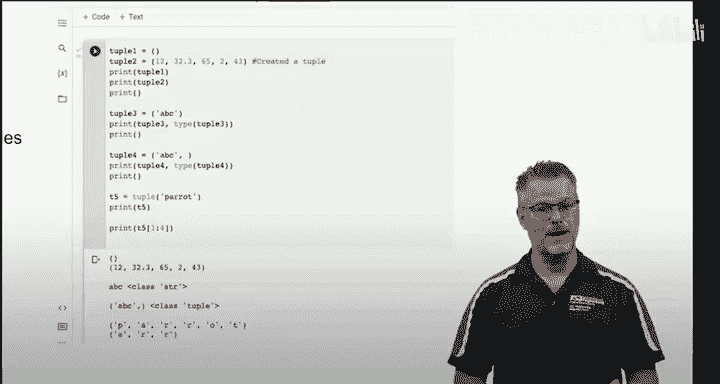 + Code + Text
es
tuple1 = ()
tuple2 = (12, 32.3, 65, 2, 43) #Created a tuple
print(tuple1)
print(tuple2)
print()
tuple3 = ('abc')
print(tuple3, type(tuple3))
print()
tuple4 = ('abc', )
print(tuple4, type(tuple4))
print()
t5 = tuple('parrot')
print(t5)
print(t5[1:4])
()
(12, 32.3, 65, 2, 43)
abc <class 'str'>
('abc',) <class 'tuple'>
('p', 'a', 'r', 'r', 'o', 't')
('a', 'r', 'r')